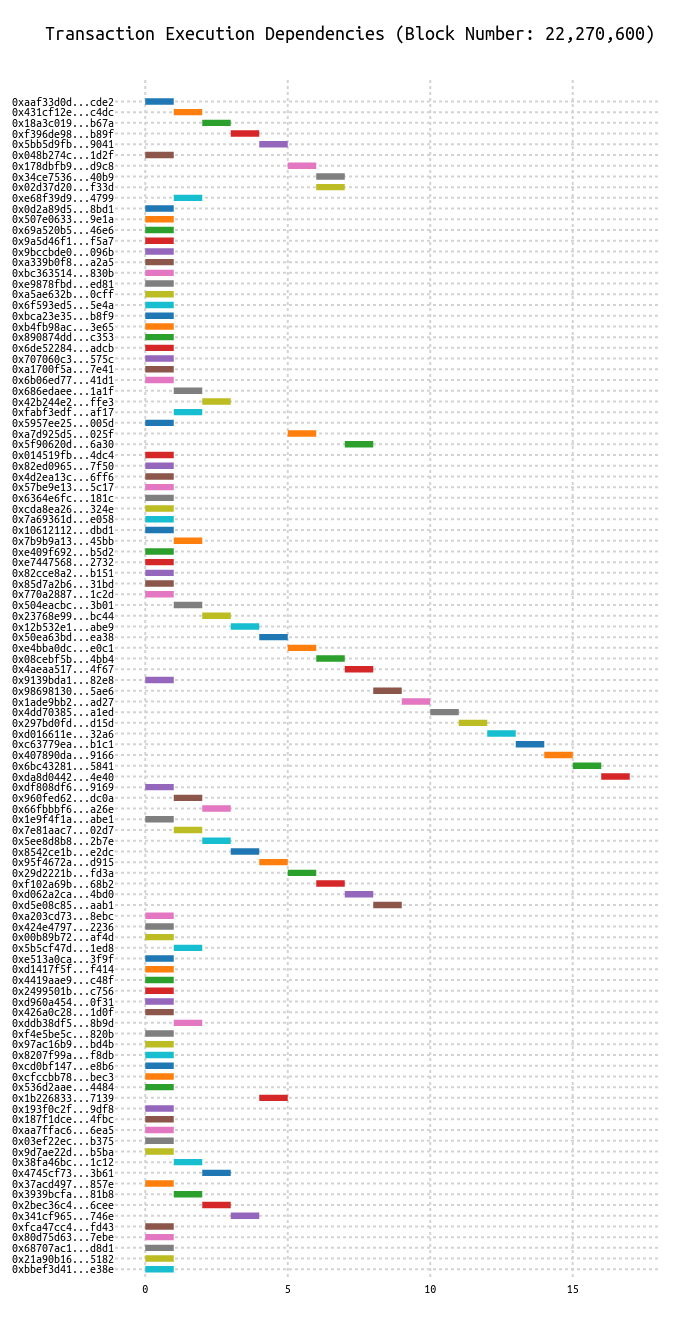 Transaction Execution Dependencies (Block Number: 22,270,600)
0xaaf33d0d...cde2
0x431cf12e...c4dc
0x18a3c019...b67a
0xf396de98...b89f
0x5bb5d9fb...9041
0x048b274c...1d2f
0x178dbfb9...d9c8
0x34ce7536...40b9
0x02d37d20...f33d
0xe68f39d9...4799
0x0d2a89d5...8bd1
0x507e0633...9e1a
0x69a520b5...46e6
0x9a5d46f1...f5a7
0x9bccbde0...096b
0xa339b0f8...a2a5
0xbc363514...830b
0xe9878fbd...ed81
0xa5ae632b...0cff
0x6f593ed5...5e4a
0xbca23e35...b8f9
0xb4fb98ac...3e65
0x890874dd...c353
0x6de52284...adcb
0x707060c3...575c
0xa1700f5a...7e41
0x6b06ed77...41d1
0x686edaee...1a1f
0x42b244e2...ffe3
0xfabf3edf...af17
0x5957ee25...005d
0xa7d925d5...025f
0x5f90620d...6a30
0x014519fb...4dc4
0x82ed0965...7f50
0x4d2ea13c...6ff6
0x57be9e13...5c17
0x6364e6fc...181c
0xcda8ea26...324e
0x7a69361d...e058
0x10612112...dbd1
0x7b9b9a13...45bb
0xe409f692...b5d2
0xe7447568...2732
0x82cce8a2...b151
0x85d7a2b6...31bd
0x770a2887...1c2d
0x504eacbc...3b01
0x23768e99...bc44
0x12b532e1...abe9
0x50ea63bd...ea38
0xe4bba0dc...e0c1
0x08cebf5b...4bb4
0x4aeaa517...4f67
0x9139bda1...82e8
0x98698130...5ae6
0x1ade9bb2...ad27
0x4dd70385...a1ed
0x297bd0fd...d15d
0xd016611e...32a6
0xc63779ea...b1c1
0x407890da...9166
0x6bc43281...5841
0xda8d0442...4e40
0xdf808df6...9169
0x960fed62...dc0a
0x66fbbbf6...a26e
0x1e9f4f1a...abe1
0x7e81aac7...02d7
0x5ee8d8b8...2b7e
0x8542ce1b...e2dc
0x95f4672a...d915
0x29d2221b...fd3a
0xf102a69b...68b2
0xd062a2ca...4bd0
0xd5e08c85...aab1
0xa203cd73...8ebc
0x424e4797...2236
0x00b89b72...af4d
0x5b5cf47d...1ed8
0xe513a0ca...3f9f
0xd1417f5f...f414
0x4419aae9...c48f
0x2499501b...c756
0xd960a454...0f31
0x426a0c28...1d0f
0xddb38df5...8b9d
0xf4e5be5c...820b
0x97ac16b9...bd4b
0x8207f99a...f8db
0xcd0bf147...e8b6
0xcfccbb78...bec3
0x536d2aae...4484
0x1b226833...7139
0x193f0c2f...9df8
0x187f1dce...4fbc
0xaa7ffac6...6ea5
0x03ef22ec...b375
0x9d7ae22d...b5ba
0x38fa46bc...1c12
0x4745cf73...3b61
0x37acd497...857e
0x3939bcfa...81b8
0x2bec36c4...6cee
0x341cf965...746e
0xfca47cc4...fd43
0x80d75d63...7ebe
0x68707ac1...d8d1
0x21a90b16...5182
0xbbef3d41...e38e
0 5 10 15